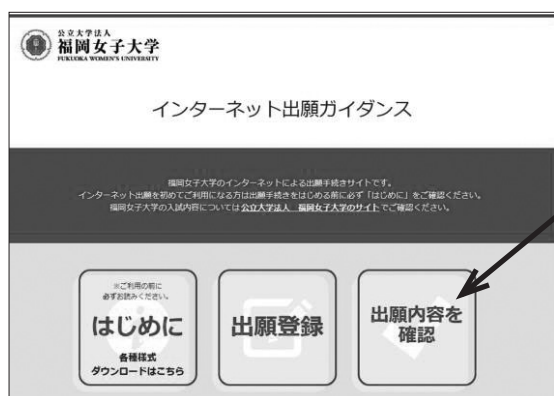 公立大学法人
福岡女子大学
FUKUOKA WOMEN'S UNIVERSITY
インターネット出願ガイダンス
福岡女子大学のインターネットによる出願手続きサイトです。
インターネット出願を初めてご利用になる方は出願手続きをはじめる前に必ず「はじめに」をご確認ください。
福岡女子大学の入試内容については公立大学法人 福岡女子大学のサイトでご確認ください。
※ご利用の前に
必ずお読みください。
はじめに
各種様式
ダウンロードはこちら
出願登録
出願内容を
確認